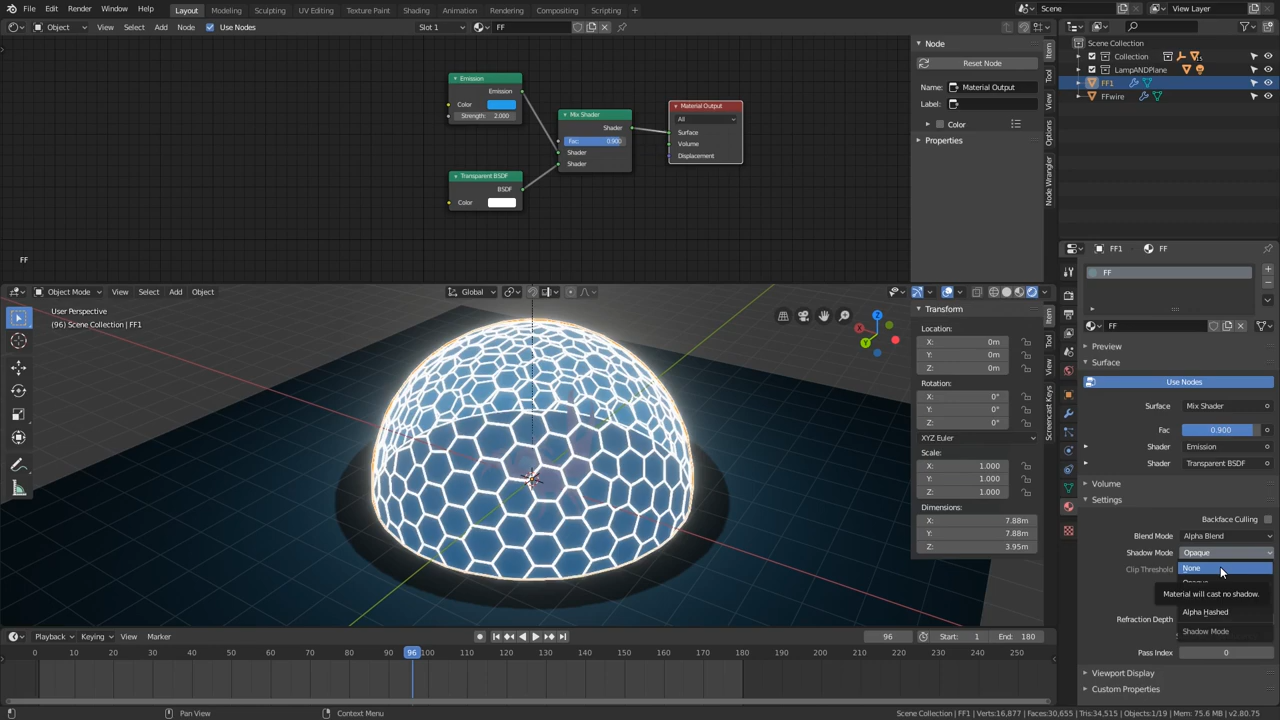 File Edit Render Window Help Layout Modeling Sculpting UV Editing Texture Paint Shading Animation Rendering Compositing Scripting + Scene View Layer
Object View Select Add Node Use Nodes Slot 1 FF
Scene Collection
Collection
LampANDPlane
FF1
FFwire
Emission
Emission
Color
Strength: 2.000
Transparent BSDF
BSDF
Color
Mix Shader
Shader
Fac: 0.900
Shader
Shader
Material Output
All
Surface
Volume
Displacement
FF
Node
Reset Node
Name: Material Output
Label:
Color
Properties
Item
Tool
View
Options
Node Wrangler
Object Mode View Select Add Object Global
User Perspective
(96) Scene Collection | FF1
Transform
Location:
X: 0m
Y: 0m
Z: 0m
Rotation:
X: 0°
Y: 0°
Z: 0°
XYZ Euler
Scale:
X: 1.000
Y: 1.000
Z: 1.000
Dimensions:
X: 7.88m
Y: 7.88m
Z: 3.95m
Item
Tool
View
Screencast Keys
X
Y
Z
FF1 FF
FF
FF
Preview
Surface
Use Nodes
Surface Mix Shader
Fac 0.900
Shader Emission
Shader Transparent BSDF
Volume
Settings
Backface Culling
Blend Mode Alpha Blend
Shadow Mode Opaque
Clip Threshold None
Material will cast no shadow.
Alpha Hashed
Refraction Depth
Shadow Mode
Pass Index 0
Viewport Display
Custom Properties
Playback Keying View Marker 96 Start: 1 End: 180
0 10 20 30 40 50 60 70 80 90 96 110 120 130 140 150 160 170 180 190 200 210 220 230 240 250
Pan View Context Menu Scene Collection | FF1 | Verts:16,877 | Faces:30,655 | Tris:34,515 | Objects:1/19 | Mem: 75.6 MB | v2.80.75